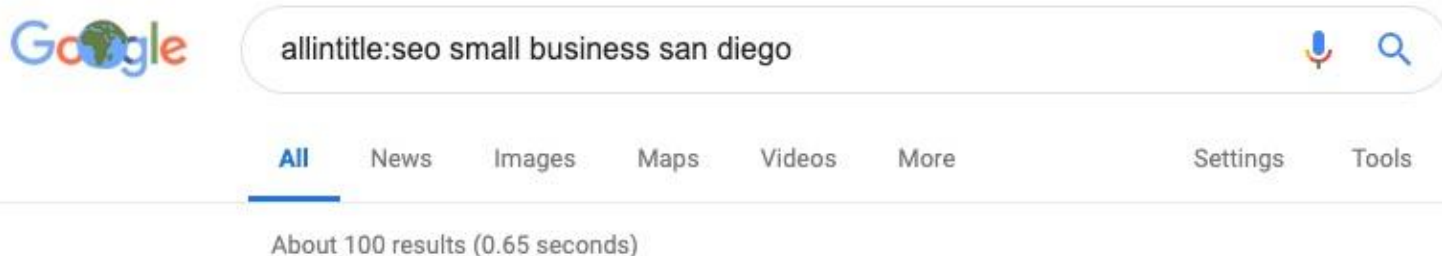 Google
allintitle:seo small business san diego
All News Images Maps Videos More Settings Tools
About 100 results (0.65 seconds)